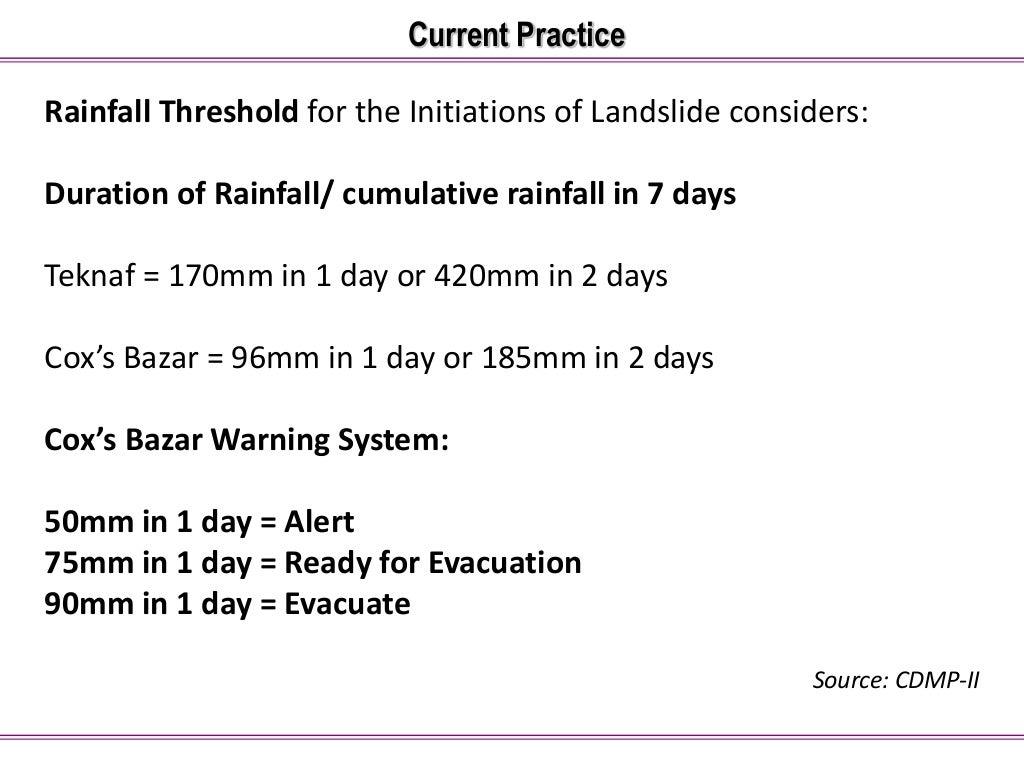 Current Practice
Rainfall Threshold for the Initiations of Landslide considers:
Duration of Rainfall/ cumulative rainfall in 7 days
Teknaf = 170mm in 1 day or 420mm in 2 days
Cox’s Bazar = 96mm in 1 day or 185mm in 2 days
Cox’s Bazar Warning System:
50mm in 1 day = Alert
75mm in 1 day = Ready for Evacuation
90mm in 1 day = Evacuate
Source: CDMP-II